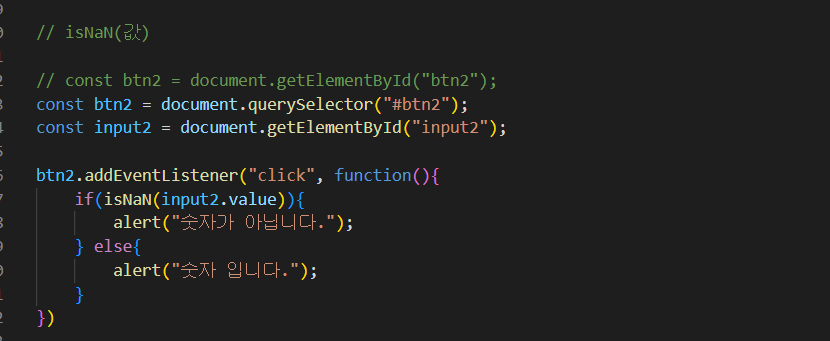 // isNaN(값)
// const btn2 = document.getElementById("btn2");
const btn2 = document.querySelector("#btn2");
const input2 = document.getElementById("input2");
btn2.addEventListener("click", function(){
if(isNaN(input2.value)){
alert("숫자가 아닙니다.");
} else{
alert("숫자 입니다.");
}
})